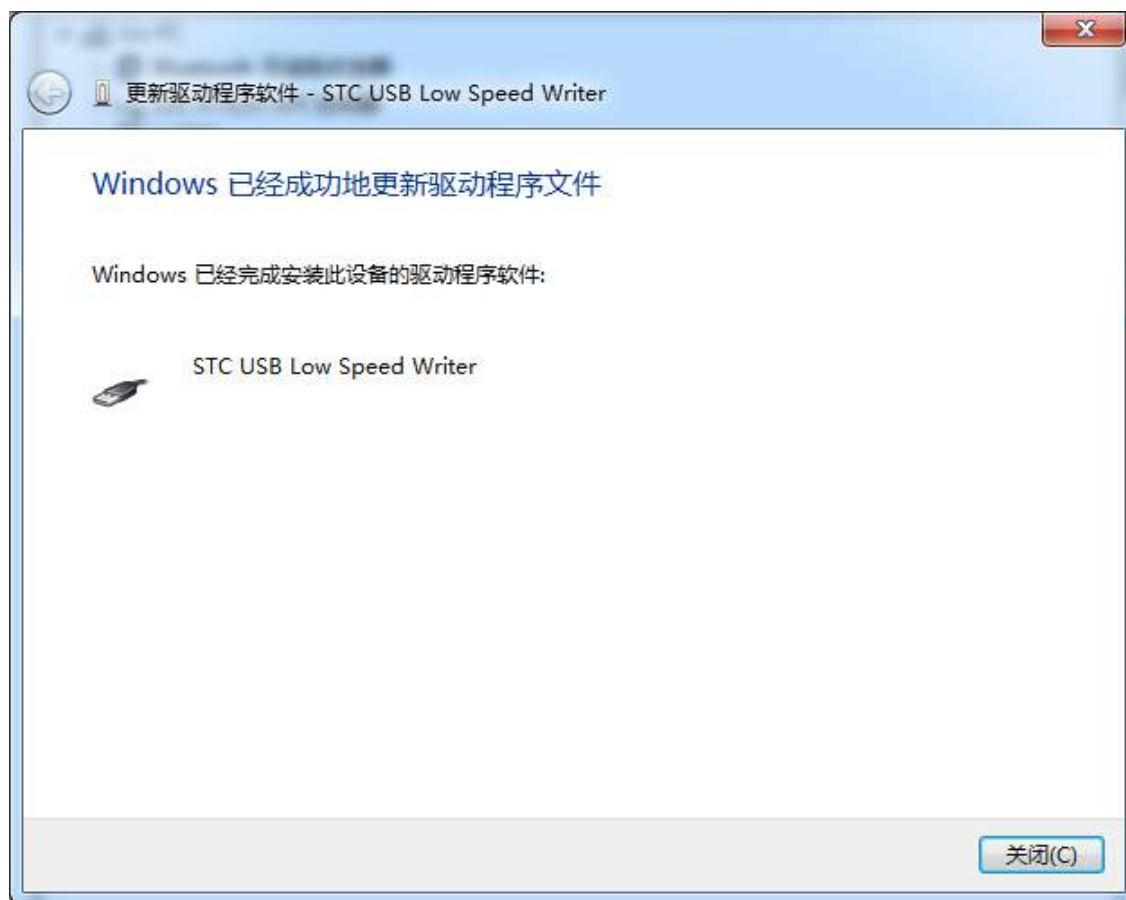 更新驱动程序软件 - STC USB Low Speed Writer
Windows 已经成功地更新驱动程序文件
Windows 已经完成安装此设备的驱动程序软件:
STC USB Low Speed Writer
关闭(C)